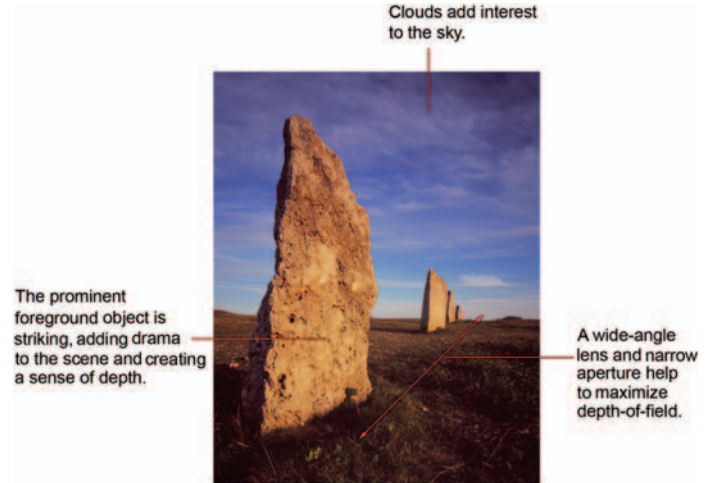 Clouds add interest
to the sky.
The prominent
foreground object is
striking, adding drama
to the scene and creating
a sense of depth.
A wide-angle
lens and narrow
aperture help
to maximize
depth-of-field.